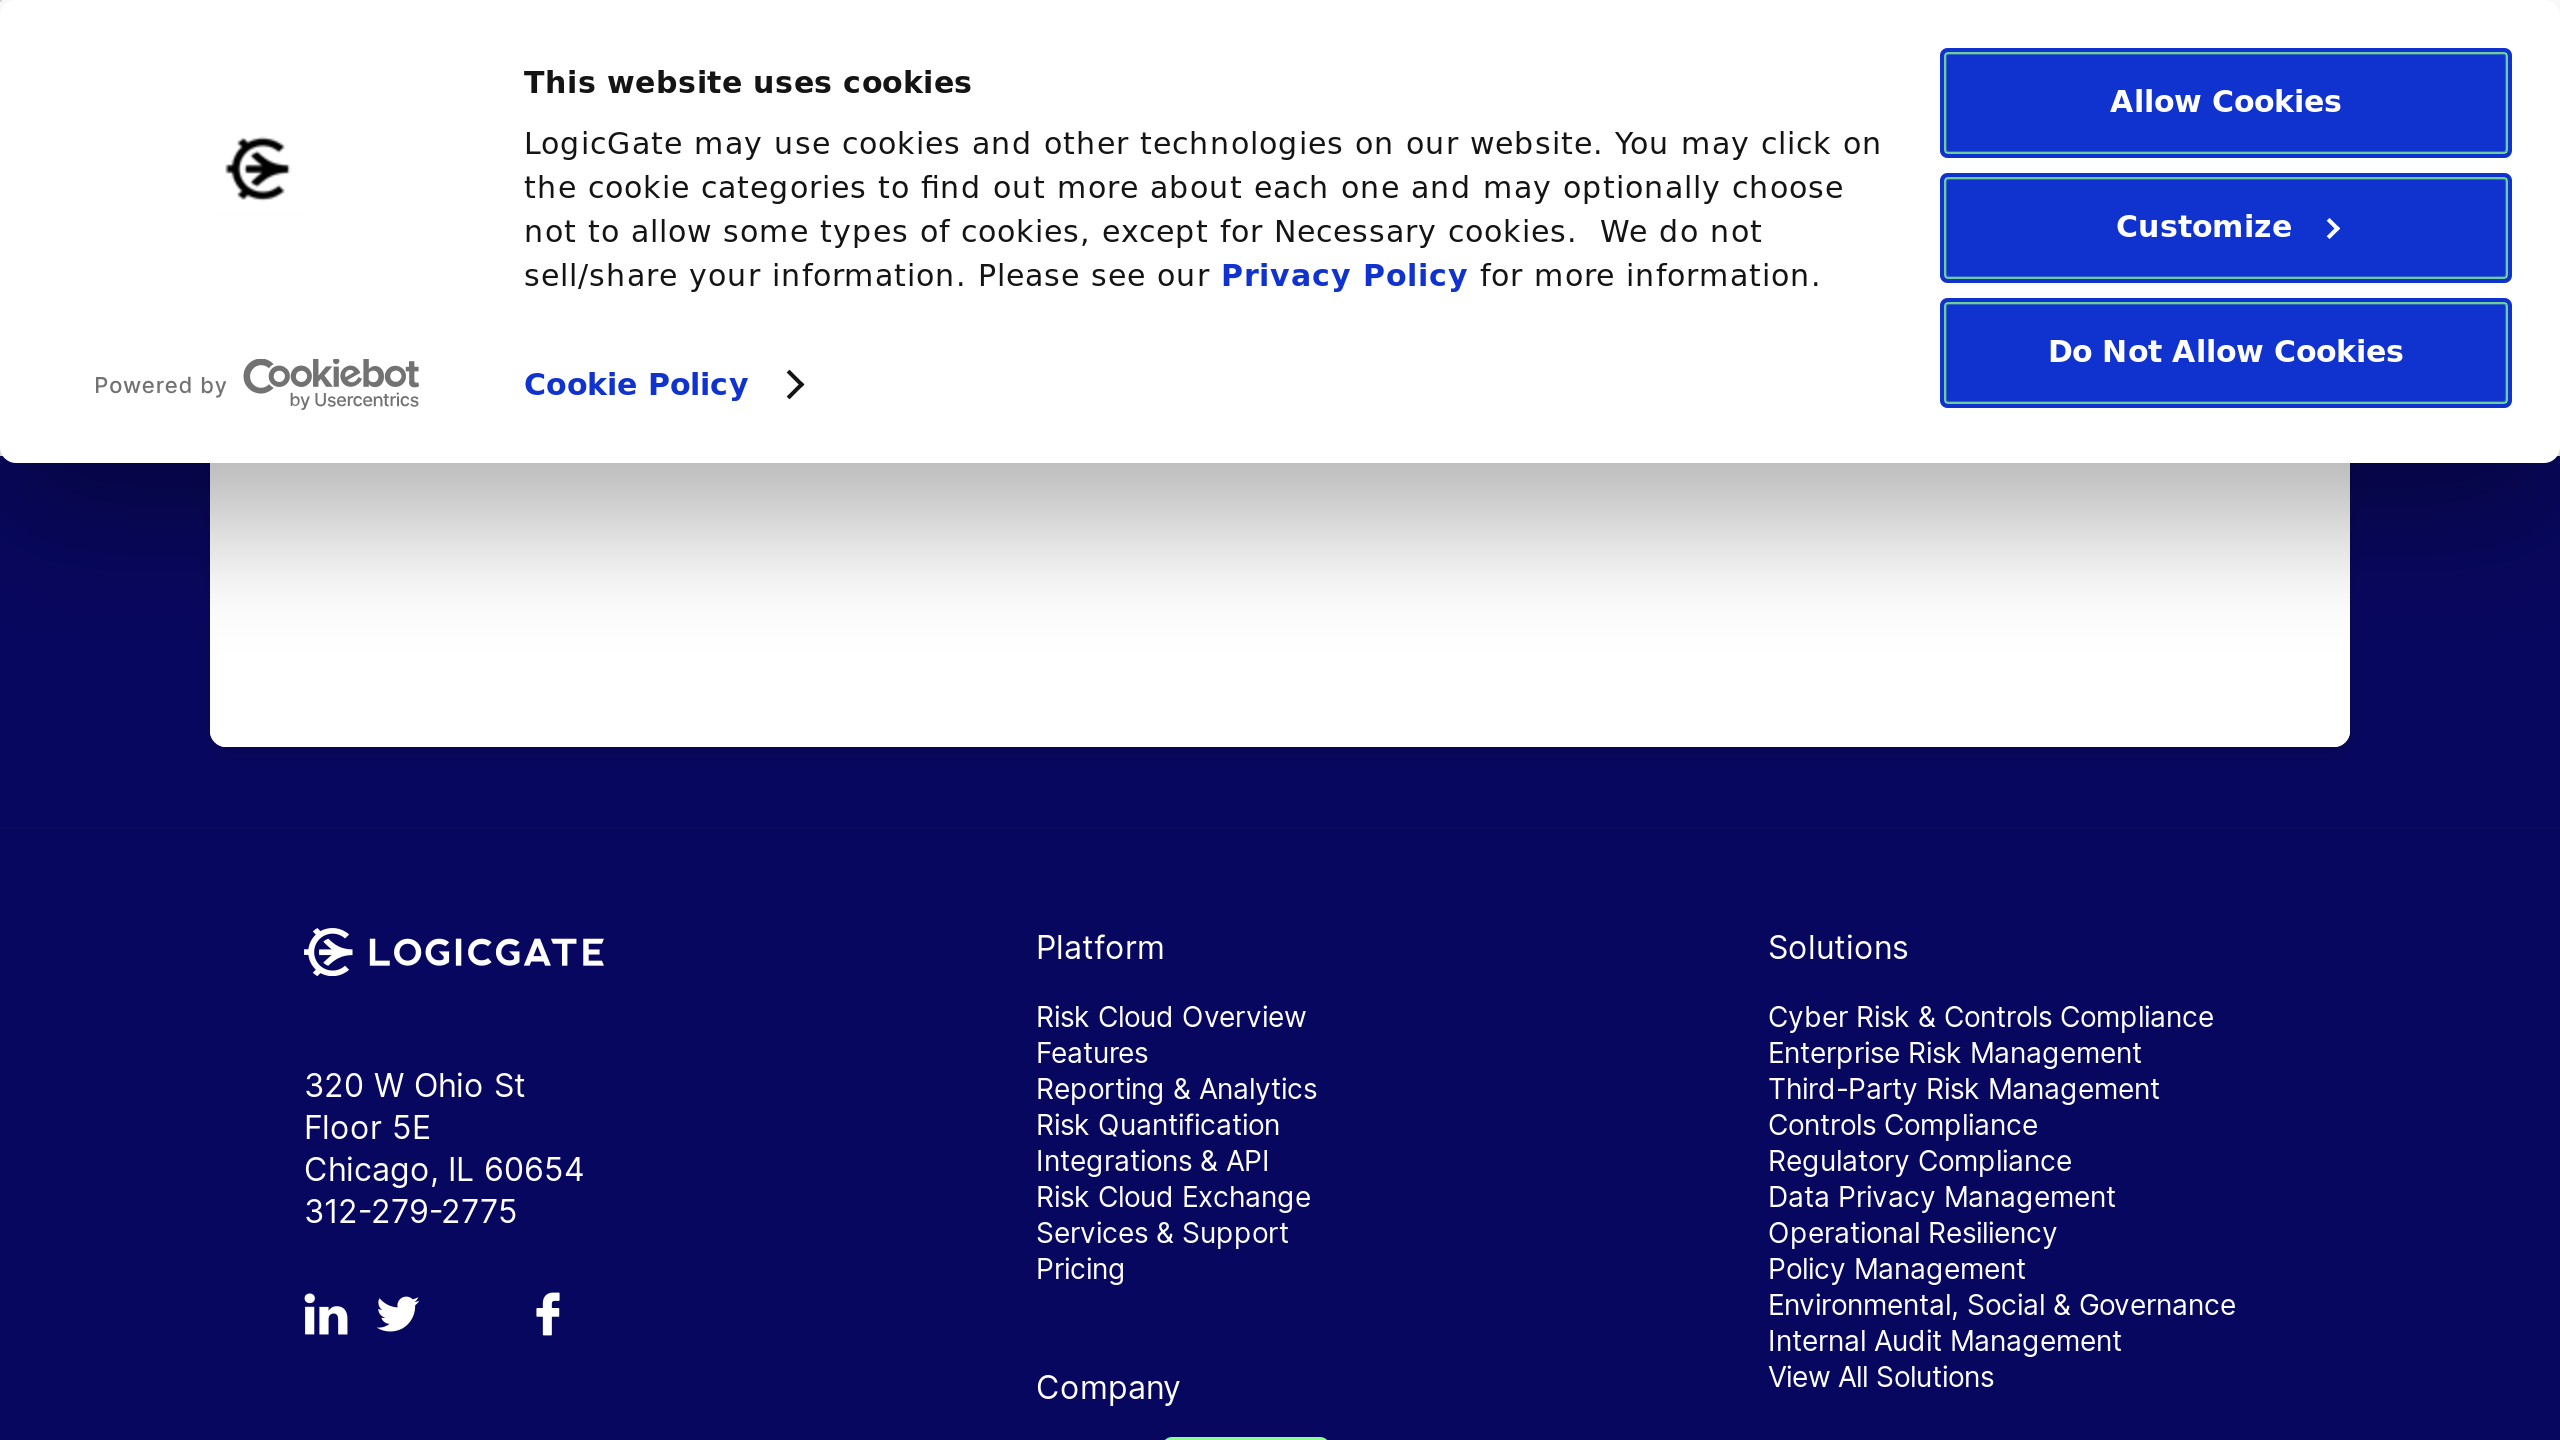 This website uses cookies
LogicGate may use cookies and other technologies on our website. You may click on
the cookie categories to find out more about each one and may optionally choose
not to allow some types of cookies, except for Necessary cookies.  We do not
sell/share your information. Please see our Privacy Policy for more information.
Powered by Cookiebot
by Usercentrics
Cookie Policy
Allow Cookies
Customize
Do Not Allow Cookies
LOGICGATE
320 W Ohio St
Floor 5E
Chicago, IL 60654
312-279-2775
Platform
Risk Cloud Overview
Features
Reporting & Analytics
Risk Quantification
Integrations & API
Risk Cloud Exchange
Services & Support
Pricing
Company
Solutions
Cyber Risk & Controls Compliance
Enterprise Risk Management
Third-Party Risk Management
Controls Compliance
Regulatory Compliance
Data Privacy Management
Operational Resiliency
Policy Management
Environmental, Social & Governance
Internal Audit Management
View All Solutions